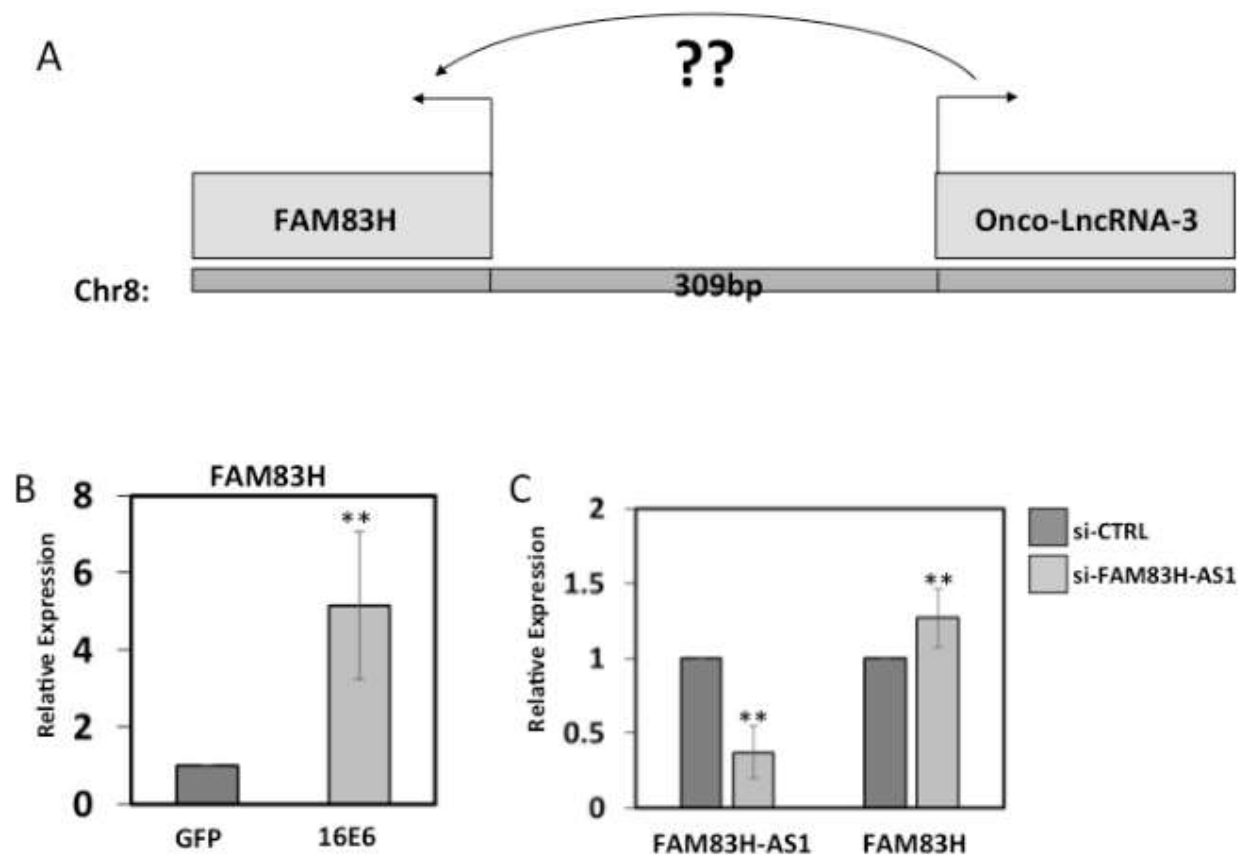 A
??
FAM83H
Onco-LncRNA-3
Chr8:
309bp
B
FAM83H
Relative Expression
8
6
4
2
0
**
GFP
16E6
C
Relative Expression
2
1.5
1
0.5
0
**
**
FAM83H-AS1
FAM83H
si-CTRL
si-FAM83H-AS1